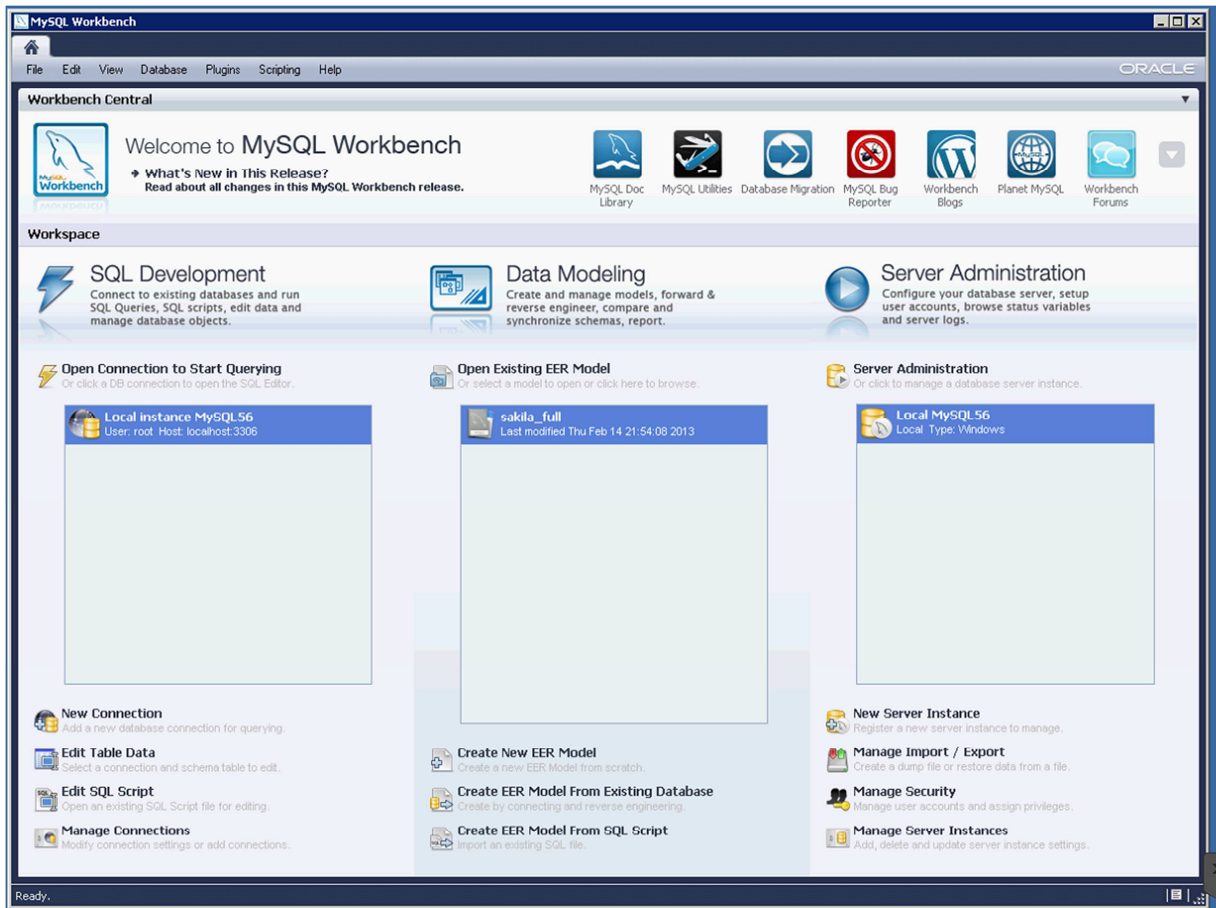 MySQL Workbench
File Edit View Database Plugins Scripting Help
ORACLE
Workbench Central
MySQL
Workbench
Welcome to MySQL Workbench
What's New in This Release?
Read about all changes in this MySQL Workbench release.
MySQL Doc
Library
MySQL Utilities
Database Migration
MySQL Bug
Reporter
Workbench
Blogs
Planet MySQL
Workbench
Forums
Workspace
SQL Development
Connect to existing databases and run
SQL Queries, SQL scripts, edit data and
manage database objects.
Data Modeling
Create and manage models, forward &
reverse engineer, compare and
synchronize schemas, report.
Server Administration
Configure your database server, setup
user accounts, browse status variables
and server logs.
Open Connection to Start Querying
Or click a DB connection to open the SQL Editor.
Local instance MySQL56
User: root Host: localhost:3306
New Connection
Add a new database connection for querying.
Edit Table Data
Select a connection and schema table to edit.
Edit SQL Script
Open an existing SQL Script file for editing.
Manage Connections
Modify connection settings or add connections.
Open Existing EER Model
Or select a model to open or click here to browse.
sakila_full
Last modified Thu Feb 14 21:54:08 2013
Create New EER Model
Create a new EER Model from scratch.
Create EER Model From Existing Database
Create by connecting and reverse engineering.
Create EER Model From SQL Script
Import an existing SQL file.
Server Administration
Or click to manage a database server instance.
Local MySQL56
Local Type: Windows
New Server Instance
Register a new server instance to manage.
Manage Import / Export
Create a dump file or restore data from a file.
Manage Security
Manage user accounts and assign privileges.
Manage Server Instances
Add, delete and update server instance settings.
Ready.